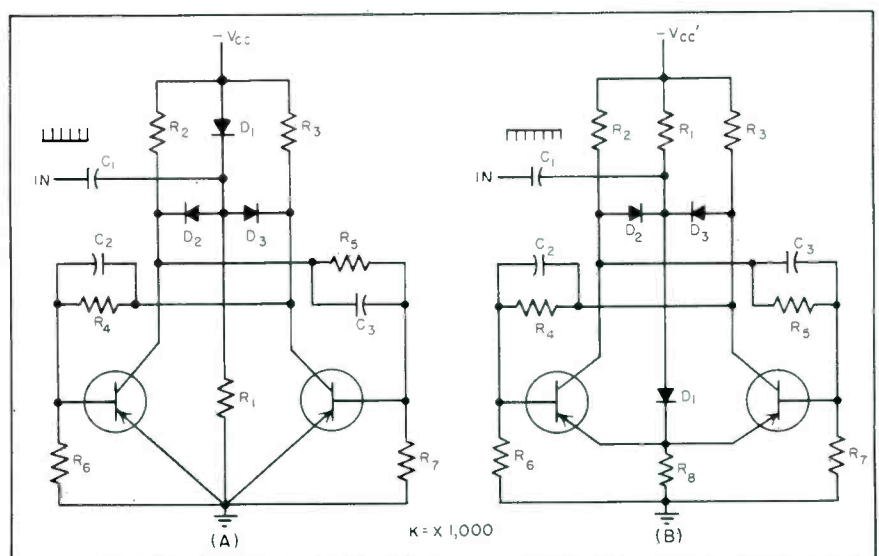 -Vcc
R2
D1
R3
C1
IN
D2
D3
R5
C2
R4
C3
R1
R6
R7
(A)
-Vcc'
R2
R1
R3
C1
IN
D2
D3
C3
C2
R4
R5
D1
R6
R8
R7
(B)
K = X 1,000